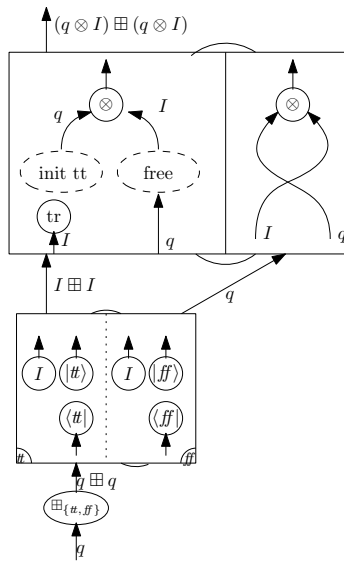 (q ⊗ I) ⊞ (q ⊗ I)
⊗ ⊗
q I
init tt free
tr
I q I q
I ⊞ I q
I |tt⟩ I |ff⟩
⟨tt| ⟨ff|
tt ff
q ⊞ q
⊞{tt,ff}
q